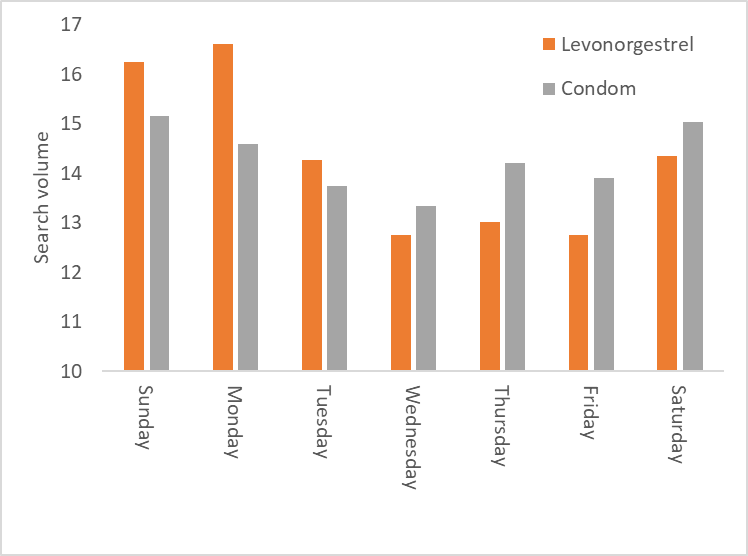 17
16
15
14
13
12
11
10
Search volume
Levonorgestrel
Condom
Sunday
Monday
Tuesday
Wednesday
Thursday
Friday
Saturday